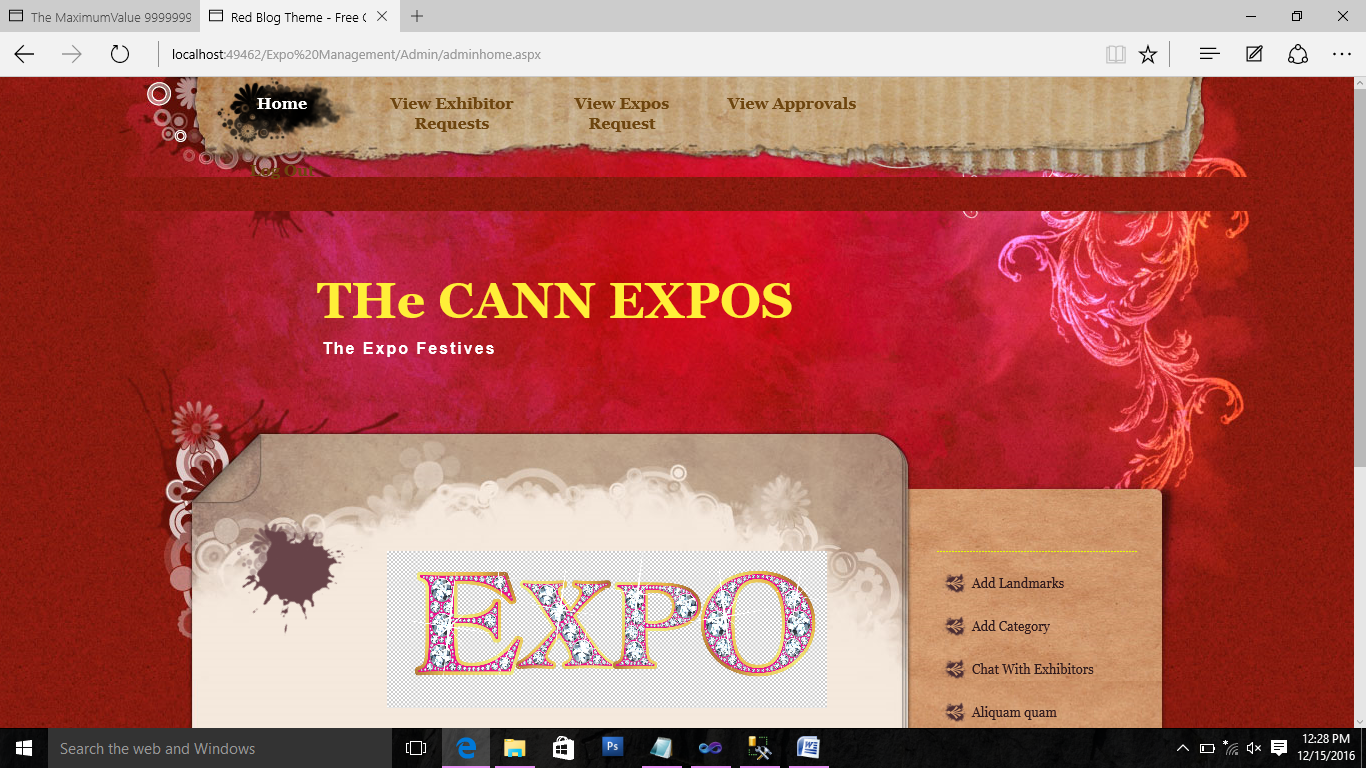 The MaximumValue 9999999
Red Blog Theme - Free C
localhost:49462/Expo%20Management/Admin/adminhome.aspx
Home
View Exhibitor
Requests
View Expos
Request
View Approvals
Log Out
THe CANN EXPOS
The Expo Festives
EXPO
Add Landmarks
Add Category
Chat With Exhibitors
Aliquam quam
Search the web and Windows
12:28 PM
12/15/2016